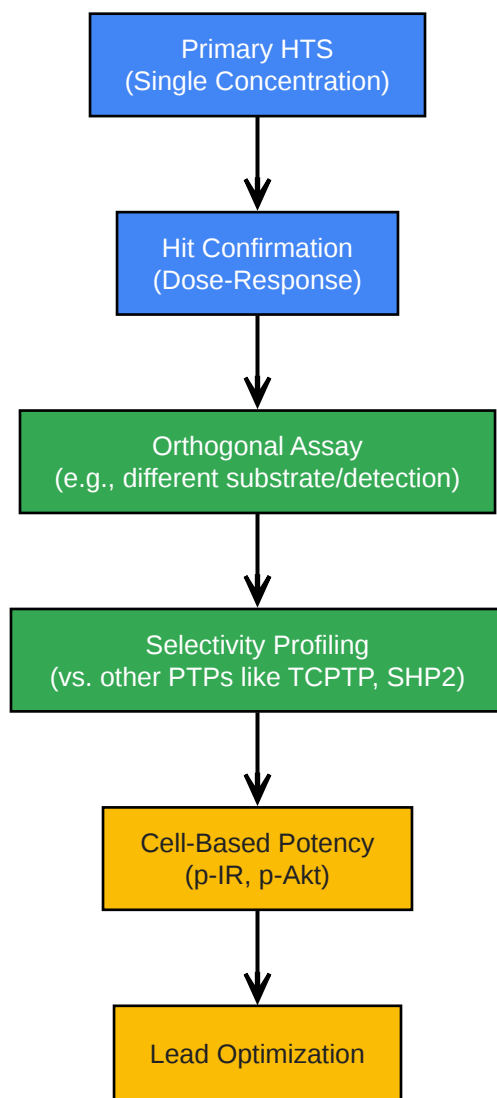 Primary HTS
(Single Concentration)
Hit Confirmation
(Dose-Response)
Orthogonal Assay
(e.g., different substrate/detection)
Selectivity Profiling
(vs. other PTPs like TCPTP, SHP2)
Cell-Based Potency
(p-IR, p-Akt)
Lead Optimization